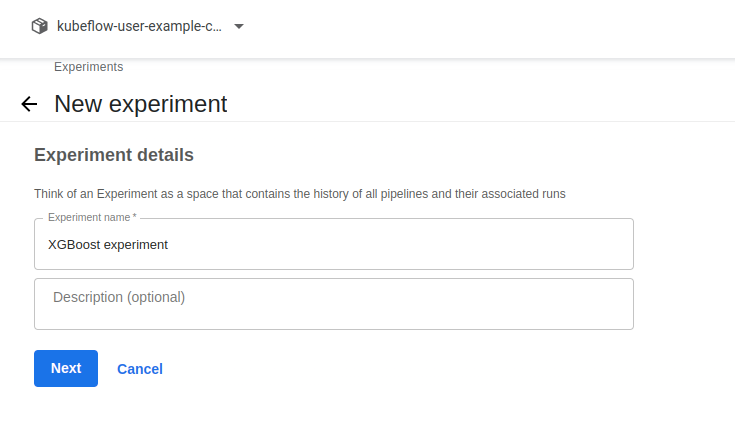 kubeflow-user-example-c...
Experiments
New experiment
Experiment details
Think of an Experiment as a space that contains the history of all pipelines and their associated runs
Experiment name *
XGBoost experiment
Description (optional)
Next Cancel